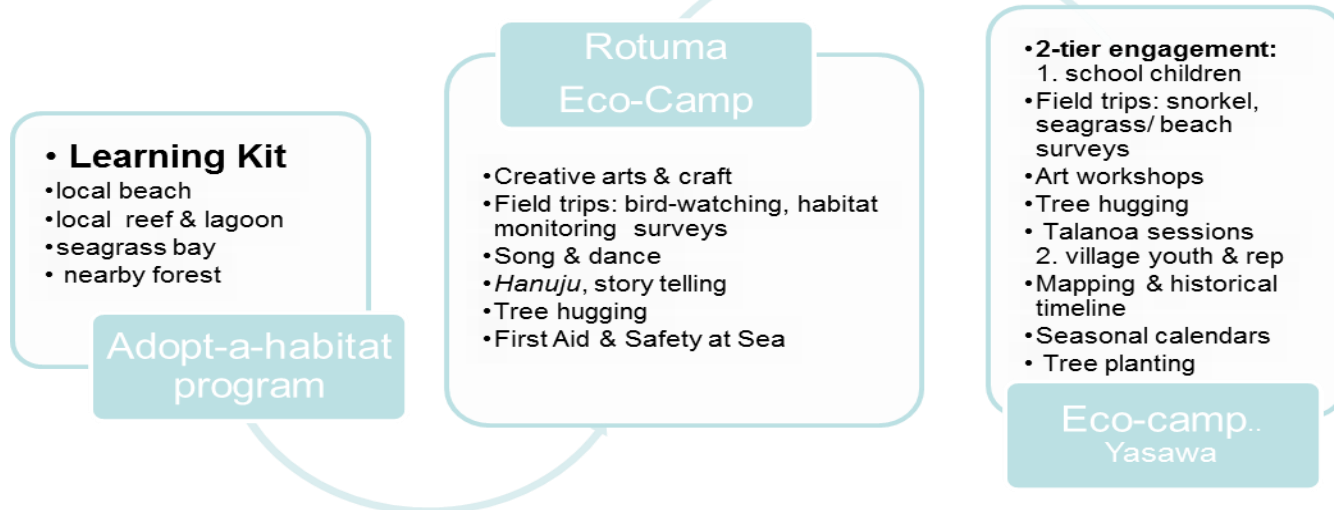 • Learning Kit
•local beach
•local reef & lagoon
•seagrass bay
• nearby forest
Adopt-a-habitat
program
Rotuma
Eco-Camp
•Creative arts & craft
•Field trips: bird-watching, habitat
monitoring surveys
•Song & dance
•Hanuju, story telling
•Tree hugging
•First Aid & Safety at Sea
•2-tier engagement:
1. school children
•Field trips: snorkel,
seagrass/ beach
surveys
•Art workshops
•Tree hugging
• Talanoa sessions
2. village youth & rep
•Mapping & historical
timeline
•Seasonal calendars
• Tree planting
Eco-camp..
Yasawa